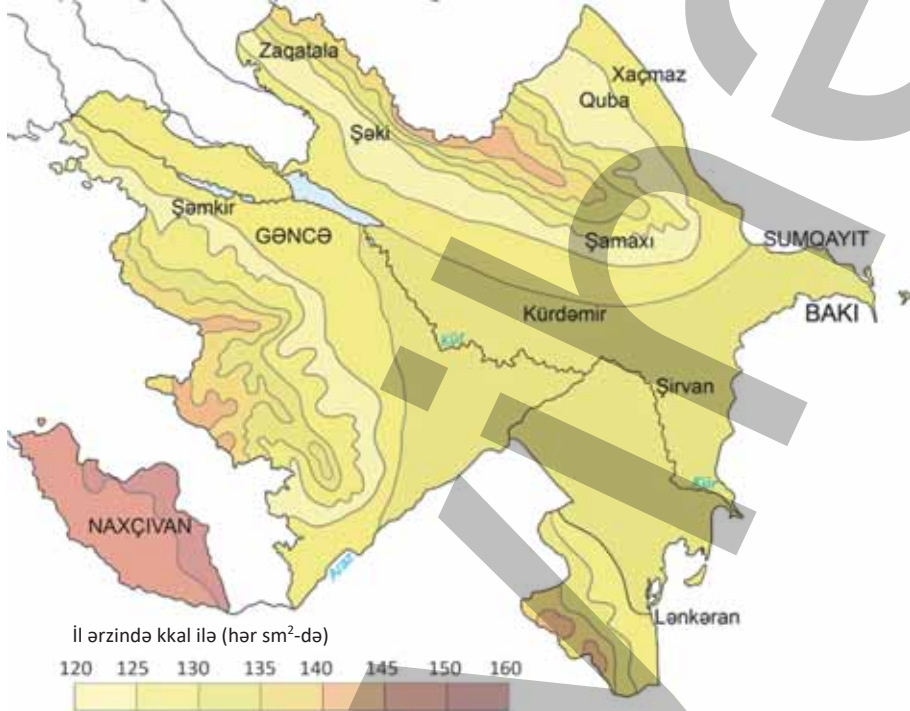 Zaqatala
Xaçmaz
Quba
Şəki
Şəmkir
GƏNCƏ
Şamaxı
SUMQAYIT
Kürdəmir
BAKI
Kür
Şirvan
Kür
NAXÇIVAN
Araz
Lənkəran
İl ərzində kkal ilə (hər sm²-də)
120 125 135 140 145 150 160